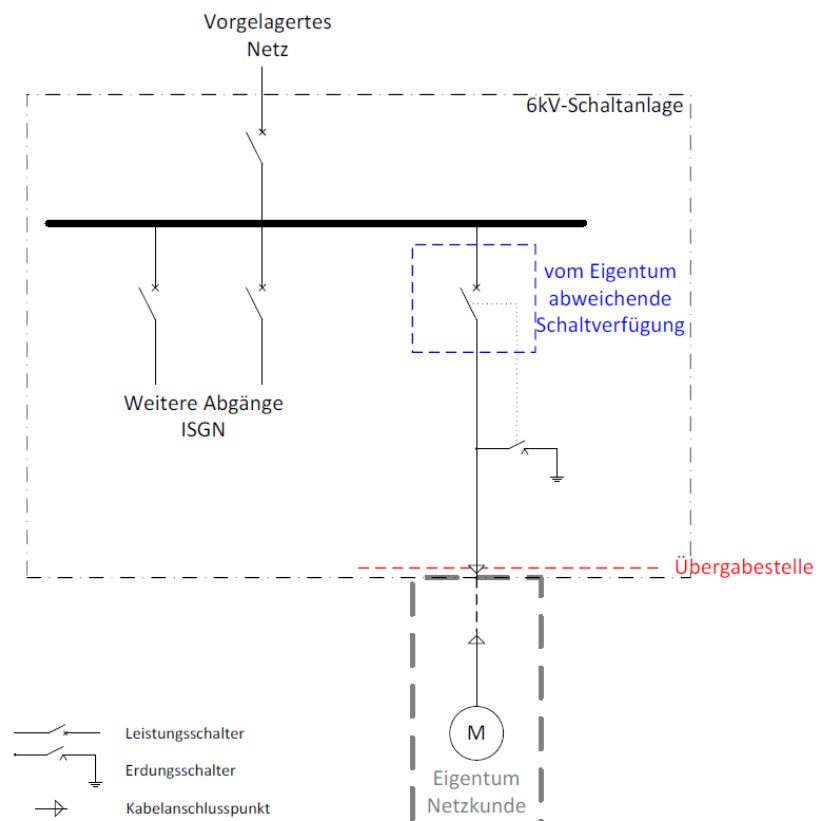 Vorgelagertes
Netz
6kV-Schaltanlage
vom Eigentum
abweichende
Schaltverfügung
Weitere Abgänge
ISGN
Übergabestelle
M
Eigentum
Netzkunde
Leistungsschalter
Erdungsschalter
Kabelanschlusspunkt